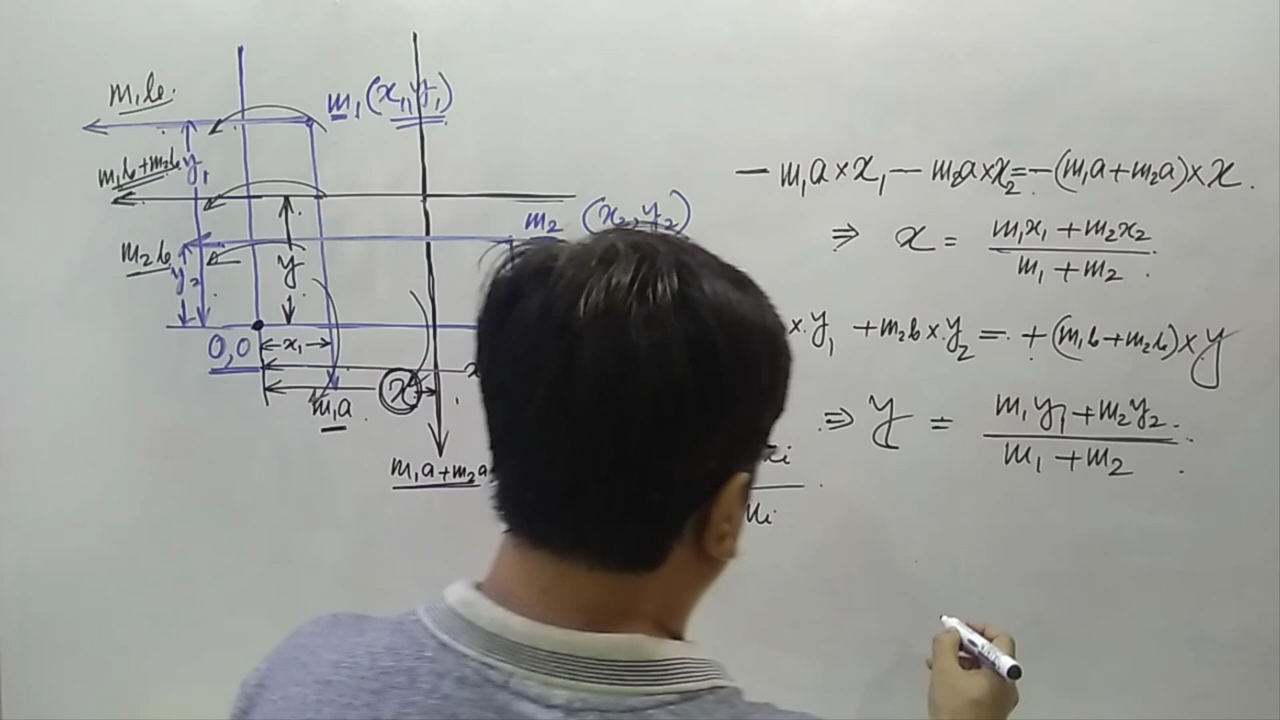 m₁b.
m₁(x₁, y₁)
m₁b+m₂b
y₁
m₂ (x₂, y₂)
m₂b
y₂
y
0,0
x₁
x
m₁a
m₁a+m₂a
− m₁a×x₁ − m₂a×x₂ = −(m₁a+m₂a)×x.
⇒ x = (m₁x₁ + m₂x₂)/(m₁ + m₂).
×y₁ + m₂b×y₂ = +(m₁b+m₂b)×y
⇒ y = (m₁y₁ + m₂y₂)/(m₁ + m₂).